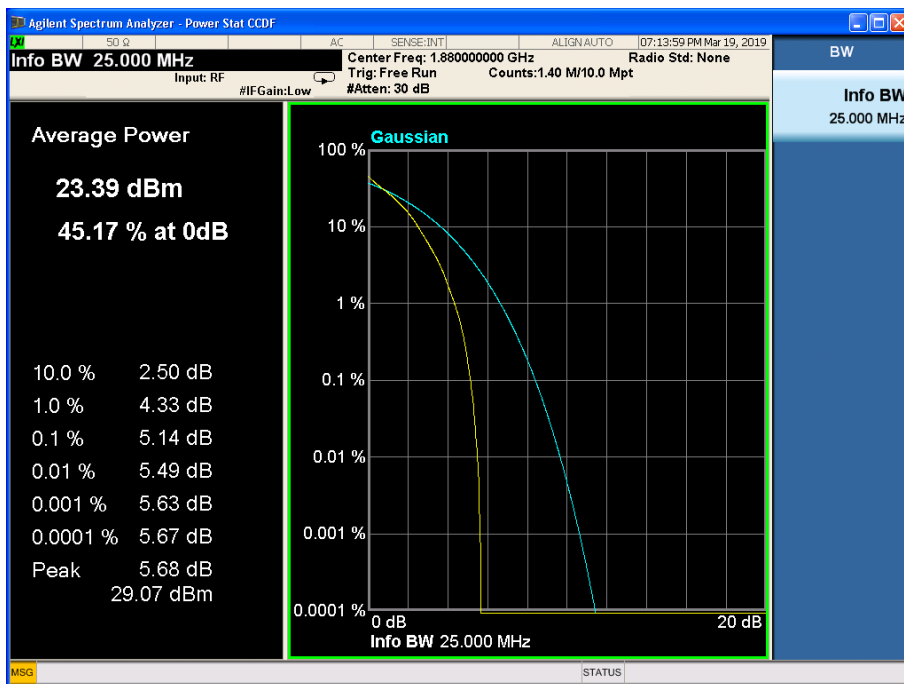 Agilent Spectrum Analyzer - Power Stat CCDF
LXI 50 Ω AC SENSE:INT ALIGN AUTO 07:13:59 PM Mar 19, 2019
Info BW 25.000 MHz
Center Freq: 1.880000000 GHz Radio Std: None
Input: RF Trig: Free Run Counts:1.40 M/10.0 Mpt
#IFGain:Low #Atten: 30 dB
BW
Info BW
25.000 MHz
Average Power
23.39 dBm
45.17 % at 0dB
10.0 % 2.50 dB
1.0 % 4.33 dB
0.1 % 5.14 dB
0.01 % 5.49 dB
0.001 % 5.63 dB
0.0001 % 5.67 dB
Peak 5.68 dB
29.07 dBm
Gaussian
100 %
10 %
1 %
0.1 %
0.01 %
0.001 %
0.0001 %
0 dB 20 dB
Info BW 25.000 MHz
MSG STATUS